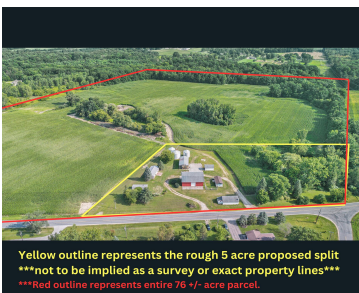 Yellow outline represents the rough 5 acre proposed split
***not to be implied as a survey or exact property lines***
***Red outline represents entire 76 +/- acre parcel.